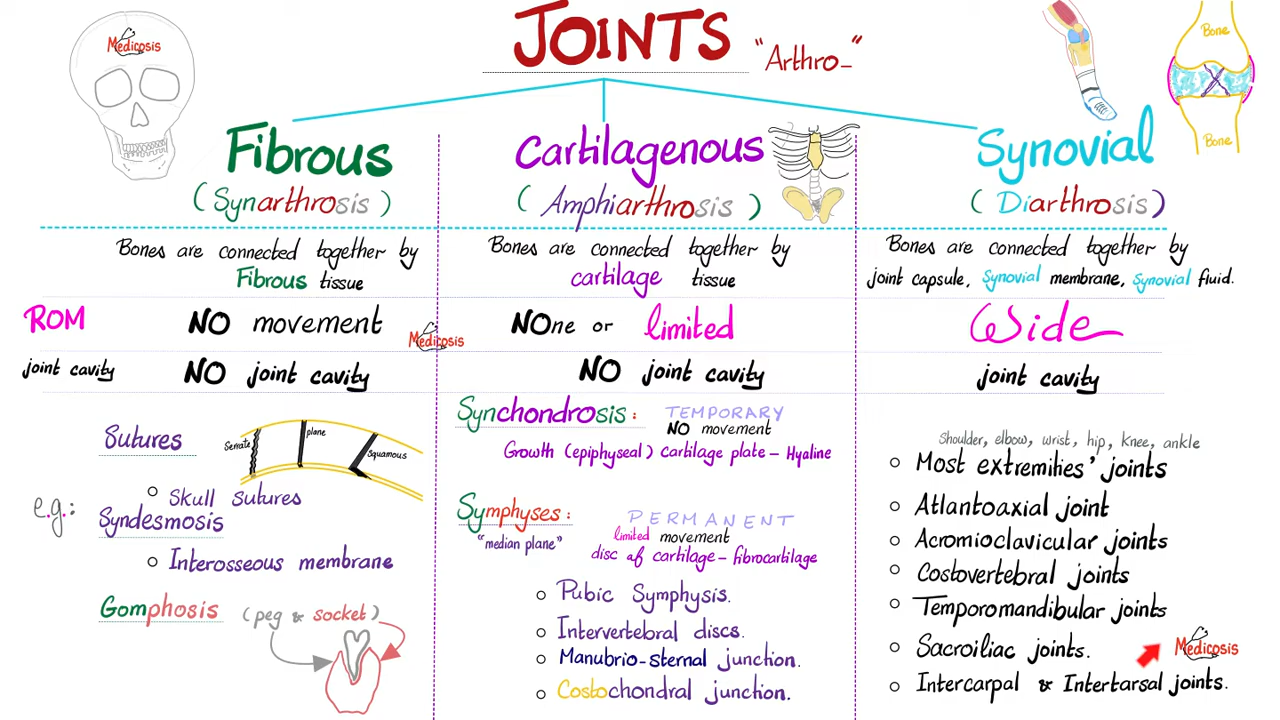 JOINTS "Arthro_"
Medicosis
Bone
Bone
Fibrous
(Synarthrosis)
Bones are connected together by
Fibrous tissue
Cartilagenous
(Amphiarthrosis)
Bones are connected together by
cartilage tissue
Synovial
(Diarthrosis)
Bones are connected together by
joint capsule, Synovial membrane, Synovial fluid.
ROM
NO movement
Medicosis
NOne or limited
Wide
joint cavity
NO joint cavity
NO joint cavity
joint cavity
e.g.:
Sutures
Serrate
plane
Squamous
Skull Sutures
Syndesmosis
Interosseous membrane
Gomphosis (peg & socket)
Synchondrosis: TEMPORARY
NO movement
Growth (epiphyseal) cartilage plate - Hyaline
Symphyses: PERMANENT
"median plane" limited movement
disc of cartilage - fibrocartilage
Pubic Symphysis.
Intervertebral discs.
Manubrio-sternal junction.
Costochondral junction.
Shoulder, elbow, wrist, hip, knee, ankle
Most extremities' joints
Atlantoaxial joint
Acromioclavicular joints
Costovertebral joints
Temporomandibular joints
Sacroiliac joints.
Medicosis
Intercarpal & Intertarsal joints.